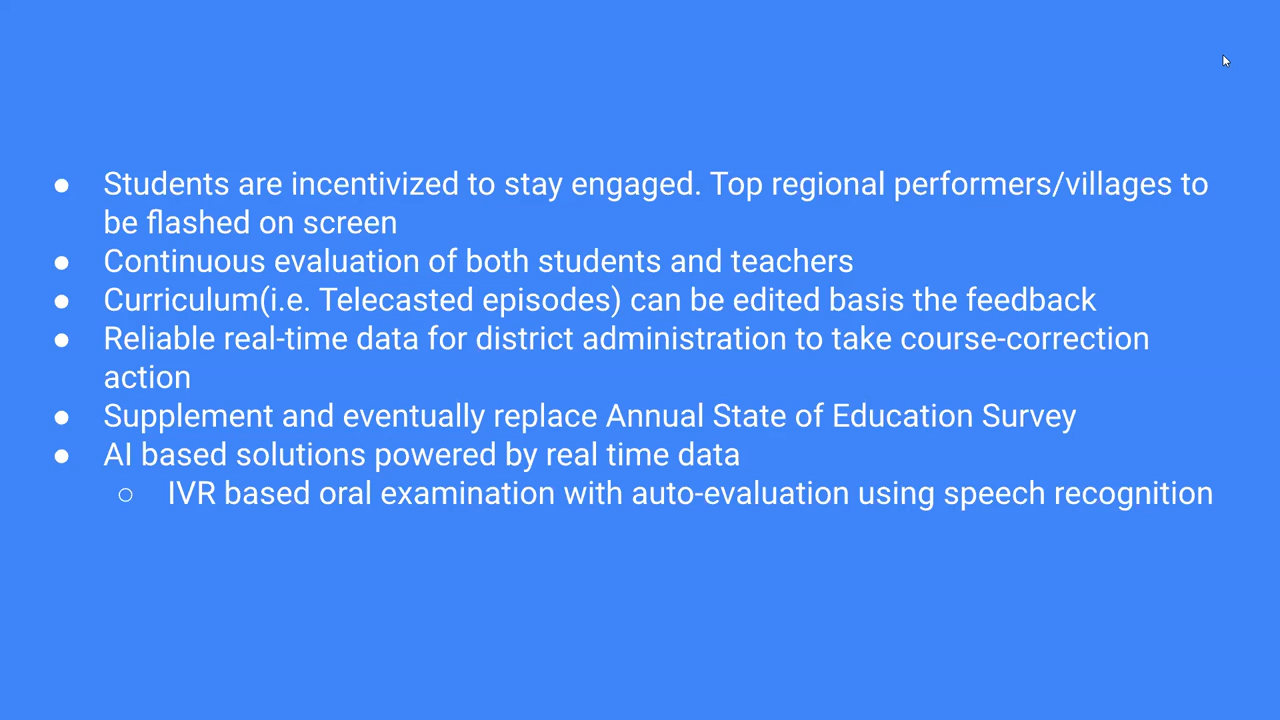 ● Students are incentivized to stay engaged. Top regional performers/villages to
be flashed on screen
● Continuous evaluation of both students and teachers
● Curriculum(i.e. Telecasted episodes) can be edited basis the feedback
● Reliable real-time data for district administration to take course-correction
action
● Supplement and eventually replace Annual State of Education Survey
● AI based solutions powered by real time data
○ IVR based oral examination with auto-evaluation using speech recognition